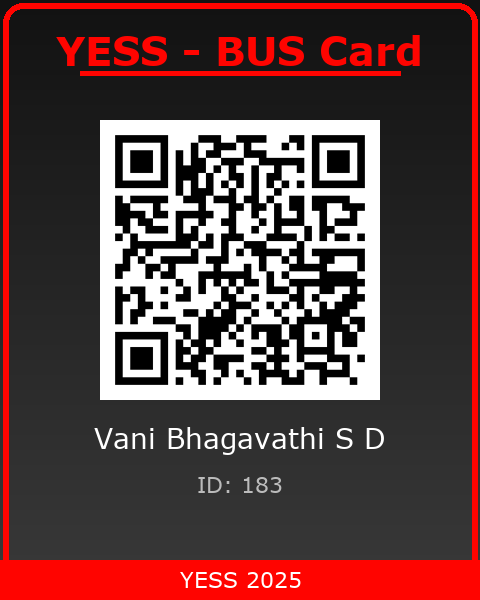 YESS - BUS Card
Vani Bhagavathi S D
ID: 183
YESS 2025